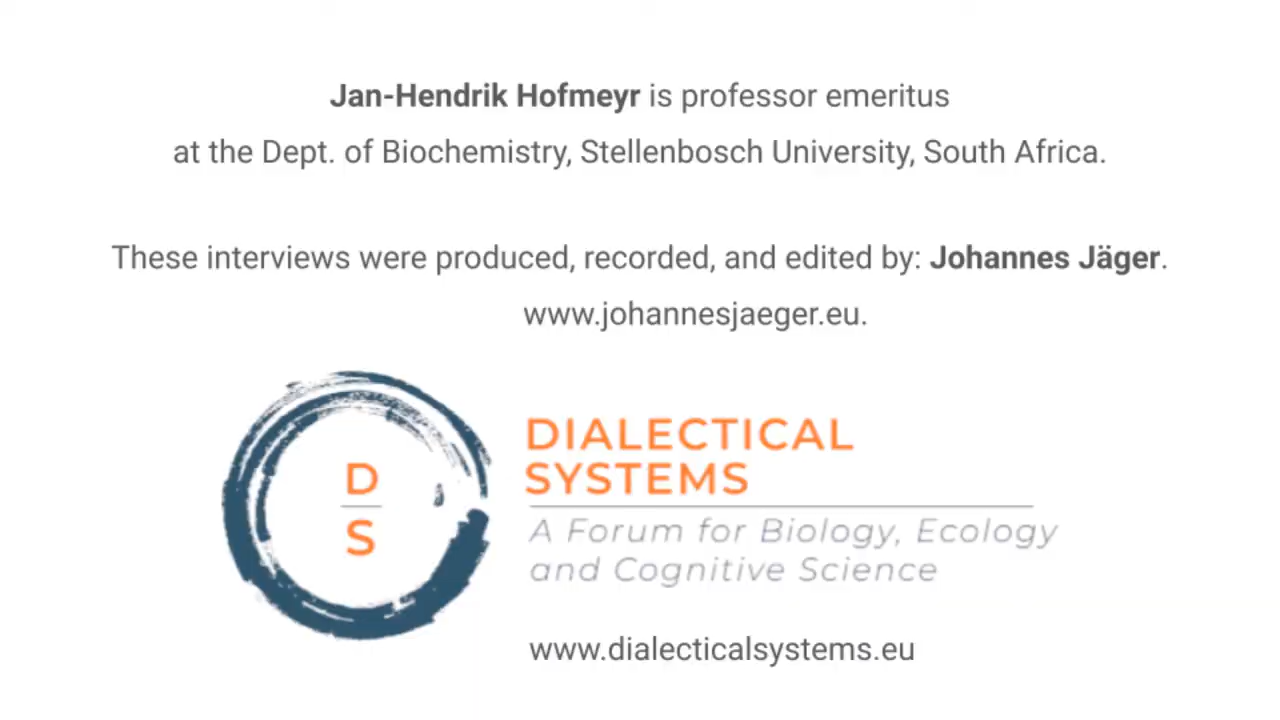 Jan-Hendrik Hofmeyr is professor emeritus
at the Dept. of Biochemistry, Stellenbosch University, South Africa.
These interviews were produced, recorded, and edited by: Johannes Jäger.
www.johannesjaeger.eu.
D
S
DIALECTICAL
SYSTEMS
A Forum for Biology, Ecology
and Cognitive Science
www.dialecticalsystems.eu